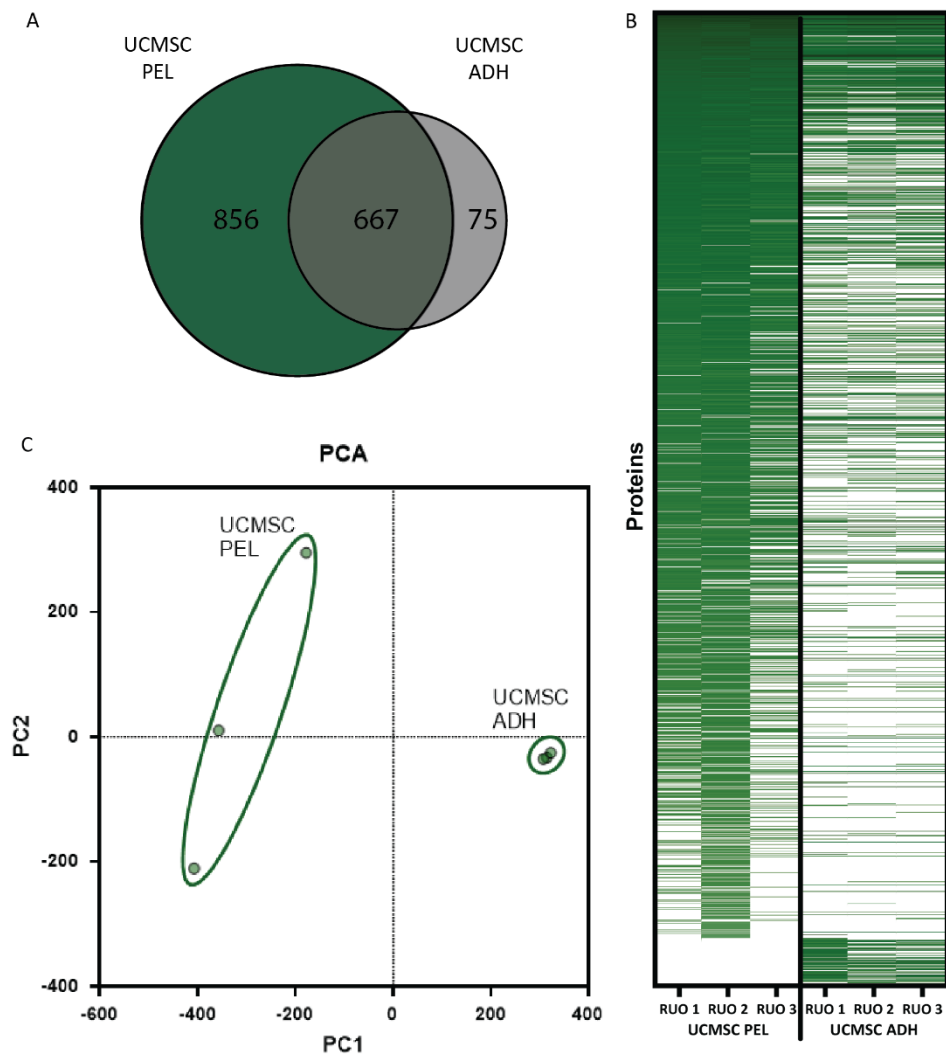 A
UCMSC
PEL
UCMSC
ADH
856
667
75
B
Proteins
RUO 1 RUO 2 RUO 3 RUO 1 RUO 2 RUO 3
UCMSC PEL UCMSC ADH
C
PCA
400
200
0
-200
-400
PC2
UCMSC
PEL
UCMSC
ADH
-600 -400 -200 0 200 400
PC1